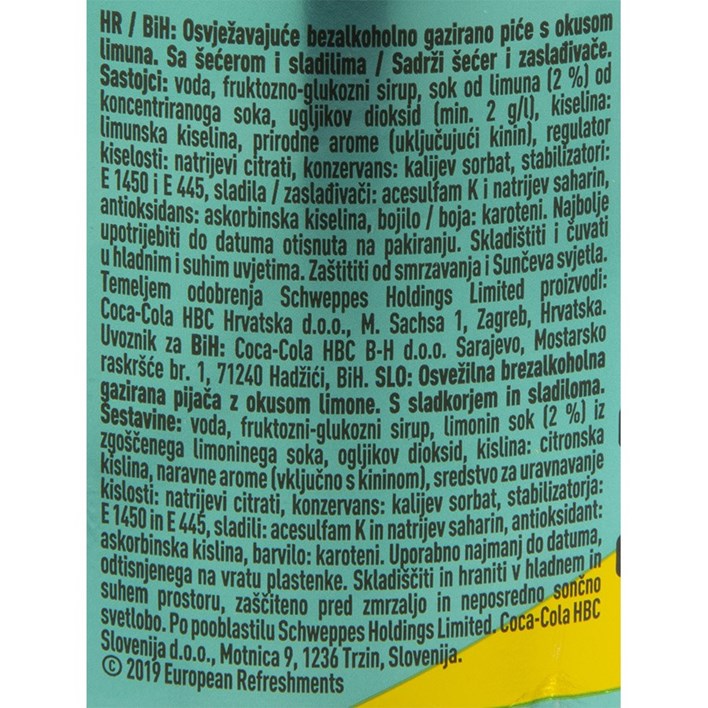 HR / BiH: Osvježavajuće bezalkoholno gazirano piće s okusom
limuna. Sa šećerom i sladilima / Sadrži šećer i zaslađivače.
Sastojci: voda, fruktozno-glukozni sirup, sok od limuna (2 %) od
koncentriranoga soka, ugljikov dioksid (min. 2 g/l), kiselina:
limunska kiselina, prirodne arome (uključujući kinin), regulator
kiselosti: natrijevi citrati, konzervans: kalijev sorbat, stabilizatori:
E 1450 i E 445, sladila / zaslađivači: acesulfam K i natrijev saharin,
antioksidans: askorbinska kiselina, bojilo / boja: karoteni. Najbolje
upotrijebiti do datuma otisnuta na pakiranju. Skladištiti i čuvati
u hladnim i suhim uvjetima. Zaštititi od smrzavanja i Sunčeva svjetla.
Temeljem odobrenja Schweppes Holdings Limited proizvodi:
Coca-Cola HBC Hrvatska d.o.o., M. Sachsa 1, Zagreb, Hrvatska.
Uvoznik za BiH: Coca-Cola HBC B-H d.o.o. Sarajevo, Mostarsko
raskršće br. 1, 71240 Hadžići, BiH. SLO: Osvežilna brezalkoholna
gazirana pijača z okusom limone. S sladkorjem in sladiloma.
Šestavine: voda, fruktozni-glukozni sirup, limonin sok (2 %) iz
zgoščenega limoninega soka, ogljikov dioksid, kislina: citronska
kislina, naravne arome (vključno s kininom), sredstvo za uravnavanje
kislosti: natrijevi citrati, konzervans: kalijev sorbat, stabilizatorja:
E 1450 in E 445, sladili: acesulfam K in natrijev saharin, antioksidant:
askorbinska kislina, barvilo: karoteni. Uporabno najmanj do datuma,
odtisnjenega na vratu plastenke. Skladiščiti in hraniti v hladnem in
suhem prostoru, zaščiteno pred zmrzaljo in neposredno sončno
svetlobo. Po pooblastilu Schweppes Holdings Limited. Coca-Cola HBC
Slovenija d.o.o., Motnica 9, 1236 Trzin, Slovenija.
© 2019 European Refreshments